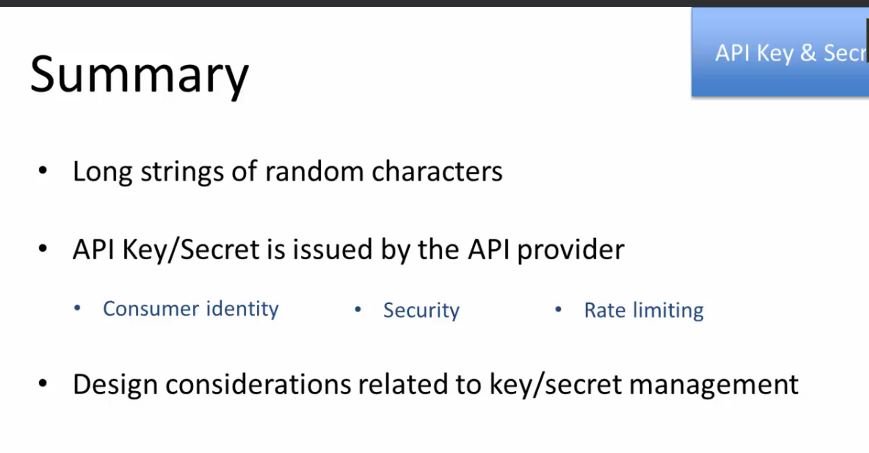 API Key & Secr
Summary
• Long strings of random characters
• API Key/Secret is issued by the API provider
• Consumer identity • Security • Rate limiting
• Design considerations related to key/secret management